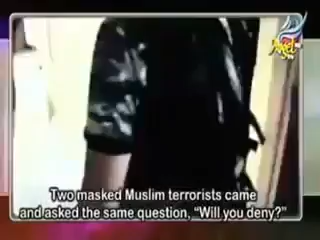 Two masked Muslim terrorists came
and asked the same question, "Will you deny?"